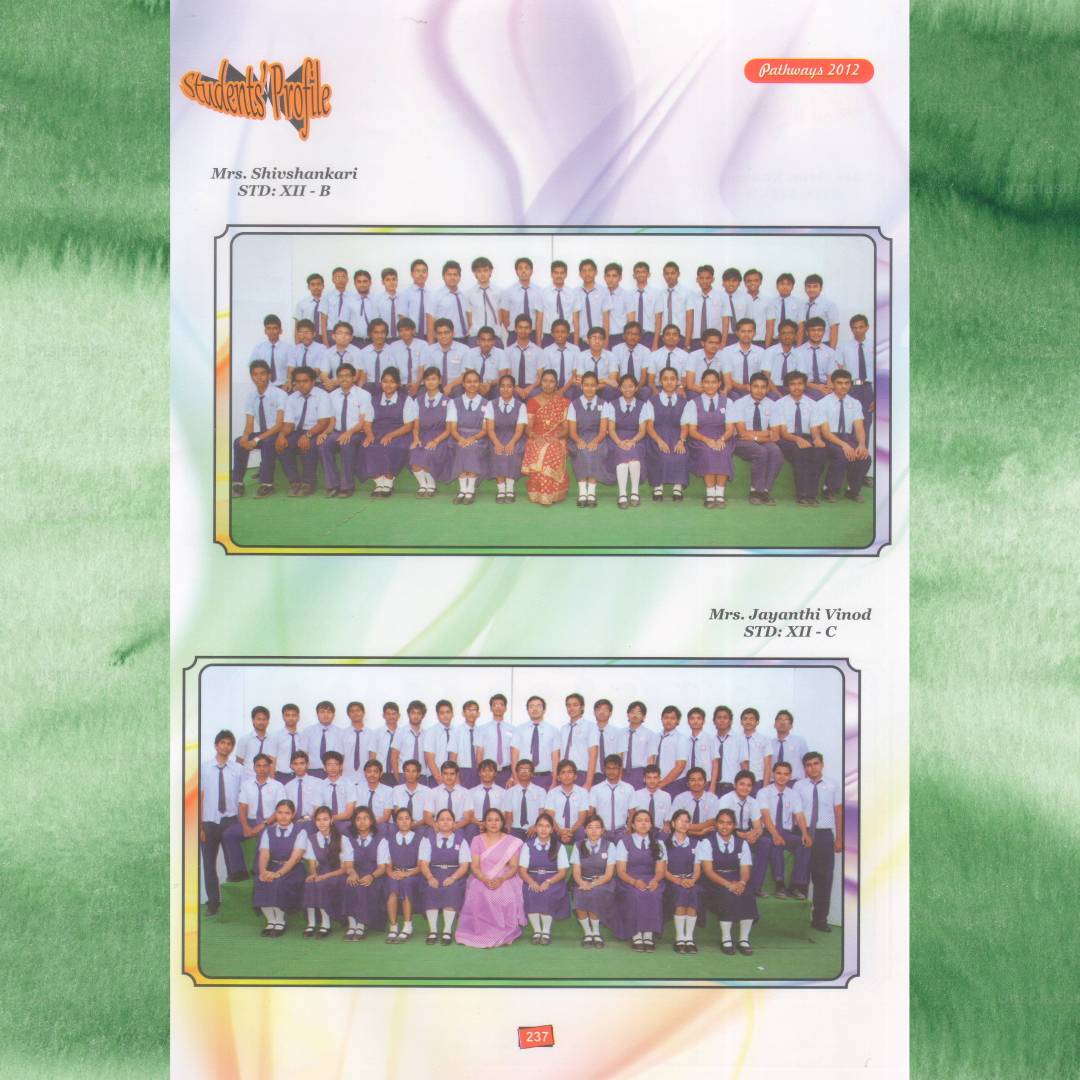 Students' Profile
Pathways 2012
Mrs. Shivshankari
STD: XII - B
Mrs. Jayanthi Vinod
STD: XII - C
237